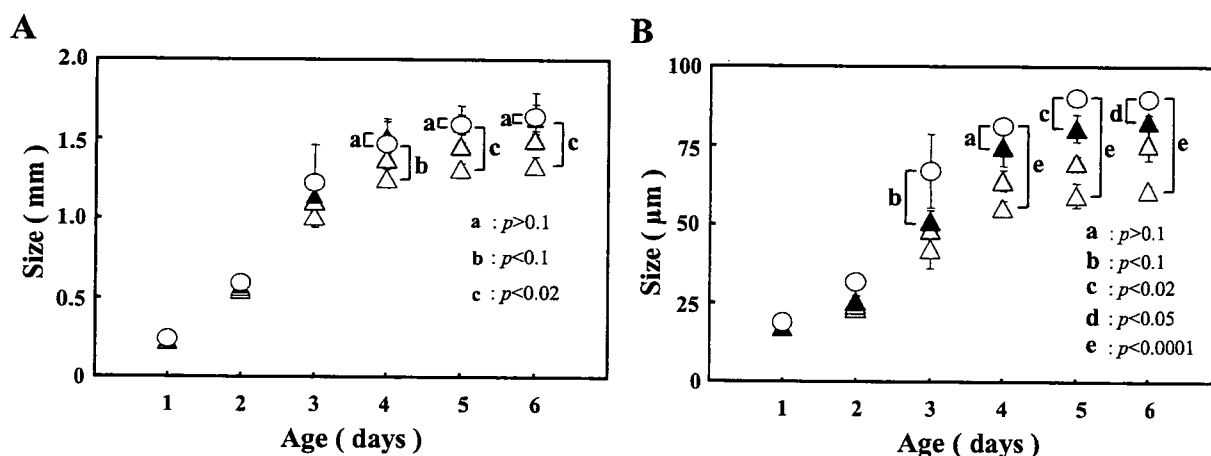 A
B
2.0
1.5
1.0
0.5
0
Size ( mm )
a
a
a
b
c
c
a : p>0.1
b : p<0.1
c : p<0.02
1 2 3 4 5 6
Age ( days )
100
75
50
25
0
Size ( μm )
b
a
e
c
e
d
e
a : p>0.1
b : p<0.1
c : p<0.02
d : p<0.05
e : p<0.0001
1 2 3 4 5 6
Age ( days )